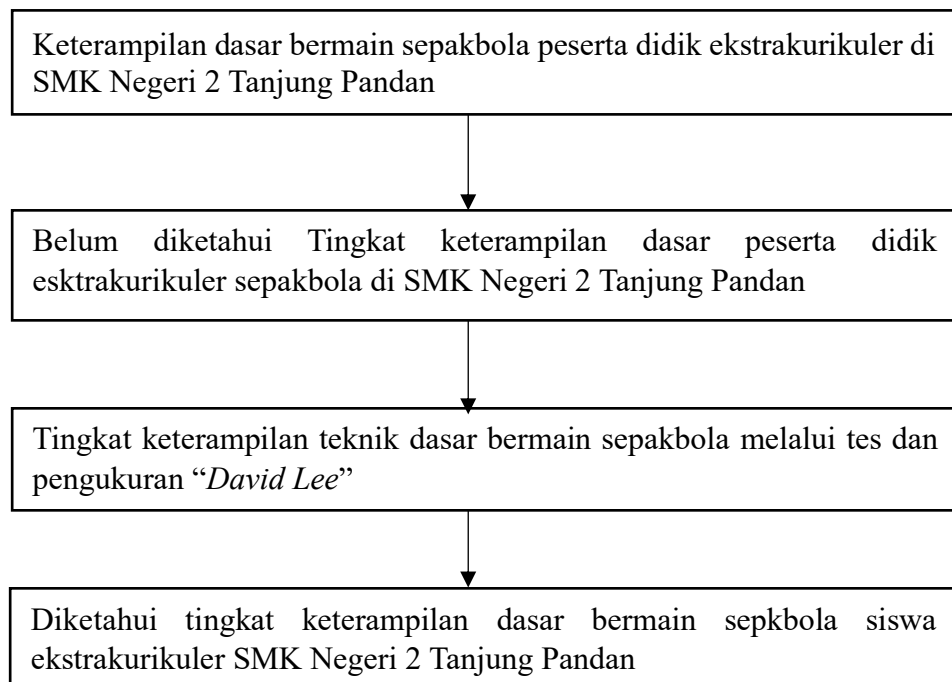 Keterampilan dasar bermain sepakbola peserta didik ekstrakurikuler di
SMK Negeri 2 Tanjung Pandan
Belum diketahui Tingkat keterampilan dasar peserta didik
esktrakurikuler sepakbola di SMK Negeri 2 Tanjung Pandan
Tingkat keterampilan teknik dasar bermain sepakbola melalui tes dan
pengukuran “David Lee”
Diketahui tingkat keterampilan dasar bermain sepkbola siswa
ekstrakurikuler SMK Negeri 2 Tanjung Pandan